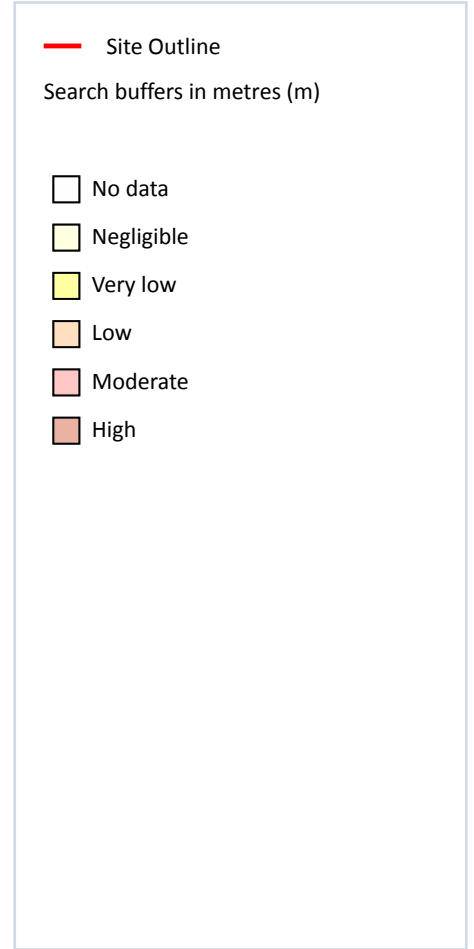 Site Outline
Search buffers in metres (m)
No data
Negligible
Very low
Low
Moderate
High